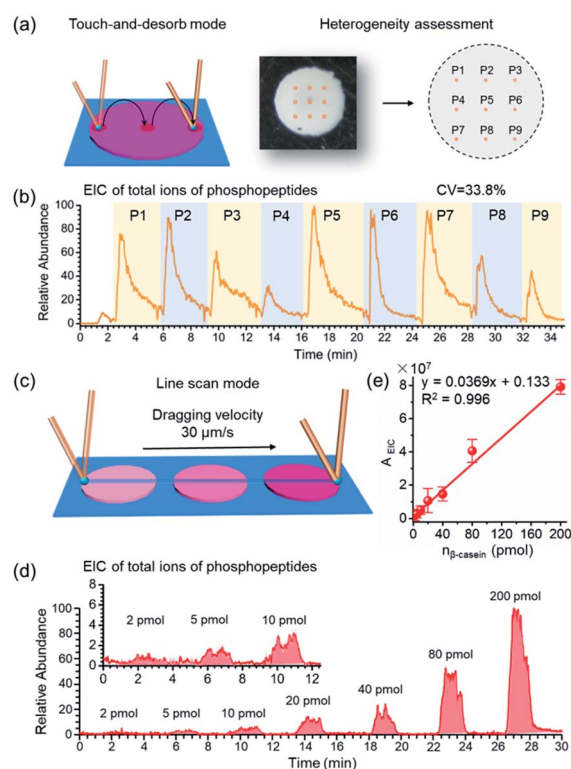 (a) Touch-and-desorb mode Heterogeneity assessment
P1 P2 P3
P4 P5 P6
P7 P8 P9
(b) EIC of total ions of phosphopeptides CV=33.8%
P1 P2 P3 P4 P5 P6 P7 P8 P9
100
80
60
40
20
0
Relative Abundance
0 2 4 6 8 10 12 14 16 18 20 22 24 26 28 30 32 34
Time (min)
(c) Line scan mode
Dragging velocity
30 µm/s
(e) ×10⁷
y = 0.0369x + 0.133
R² = 0.996
8
6
4
2
0
A EIC
0 40 80 120 160 200
nβ-casein (pmol)
(d) EIC of total ions of phosphopeptides
8
6
4
2
0
2 pmol 5 pmol 10 pmol
0 2 4 6 8 10 12
100
80
60
40
20
0
Relative Abundance
2 pmol 5 pmol 10 pmol 20 pmol 40 pmol 80 pmol 200 pmol
0 2 4 6 8 10 12 14 16 18 20 22 24 26 28 30
Time (min)